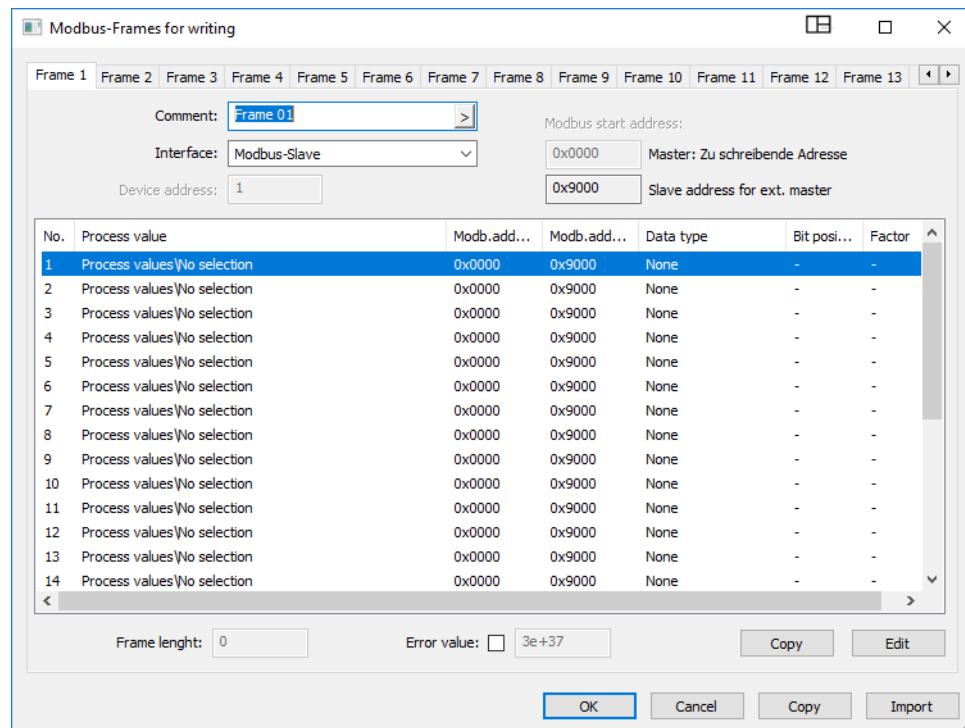 Modbus-Frames for writing
Frame 1 Frame 2 Frame 3 Frame 4 Frame 5 Frame 6 Frame 7 Frame 8 Frame 9 Frame 10 Frame 11 Frame 12 Frame 13
Comment: Frame 01 >
Modbus start address:
Interface: Modbus-Slave 0x0000 Master: Zu schreibende Adresse
Device address: 1 0x9000 Slave address for ext. master
No. Process value Modb.add... Modb.add... Data type Bit posi... Factor
1 Process values\No selection 0x0000 0x9000 None - -
2 Process values\No selection 0x0000 0x9000 None - -
3 Process values\No selection 0x0000 0x9000 None - -
4 Process values\No selection 0x0000 0x9000 None - -
5 Process values\No selection 0x0000 0x9000 None - -
6 Process values\No selection 0x0000 0x9000 None - -
7 Process values\No selection 0x0000 0x9000 None - -
8 Process values\No selection 0x0000 0x9000 None - -
9 Process values\No selection 0x0000 0x9000 None - -
10 Process values\No selection 0x0000 0x9000 None - -
11 Process values\No selection 0x0000 0x9000 None - -
12 Process values\No selection 0x0000 0x9000 None - -
13 Process values\No selection 0x0000 0x9000 None - -
14 Process values\No selection 0x0000 0x9000 None - -
Frame lenght: 0 Error value: 3e+37 Copy Edit
OK Cancel Copy Import